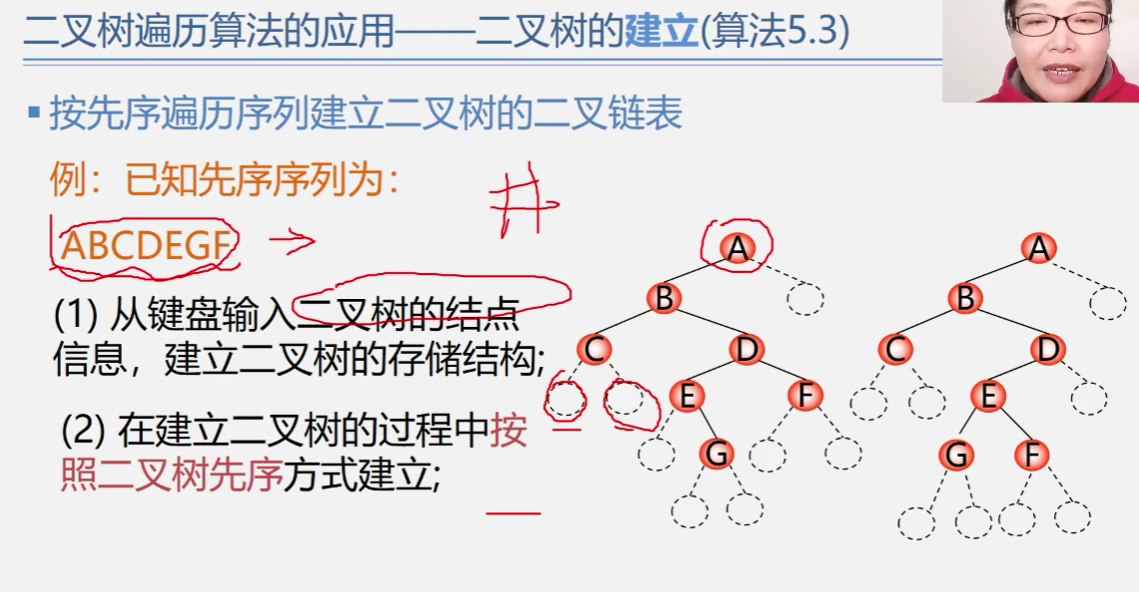 二叉树遍历算法的应用——二叉树的建立(算法5.3)
▪按先序遍历序列建立二叉树的二叉链表
例：已知先序序列为：
#
ABCDEGF
(1) 从键盘输入二叉树的结点
信息，建立二叉树的存储结构;
(2) 在建立二叉树的过程中按
照二叉树先序方式建立;
A
B
C D
E F
G
A
B
C D
E
G F